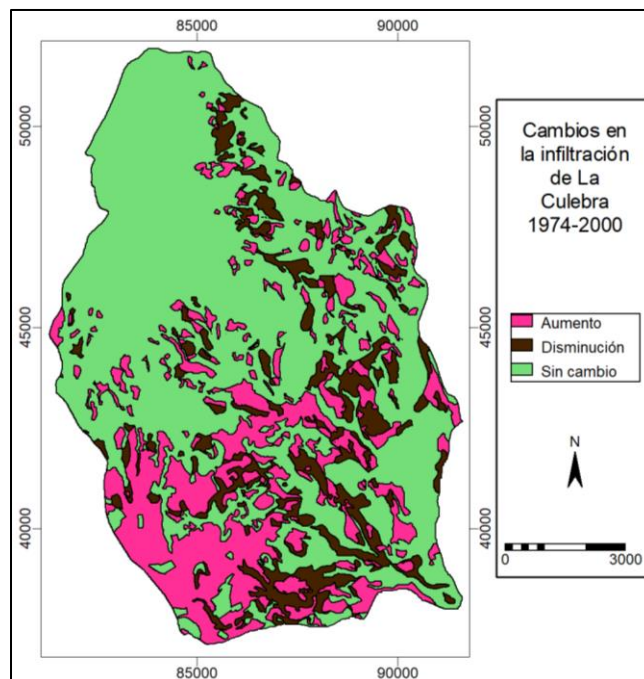 85000 90000
50000 50000
45000 45000
40000 40000
85000 90000
Cambios en
la infiltración
de La
Culebra
1974-2000
Aumento
Disminución
Sin cambio
N
0 3000